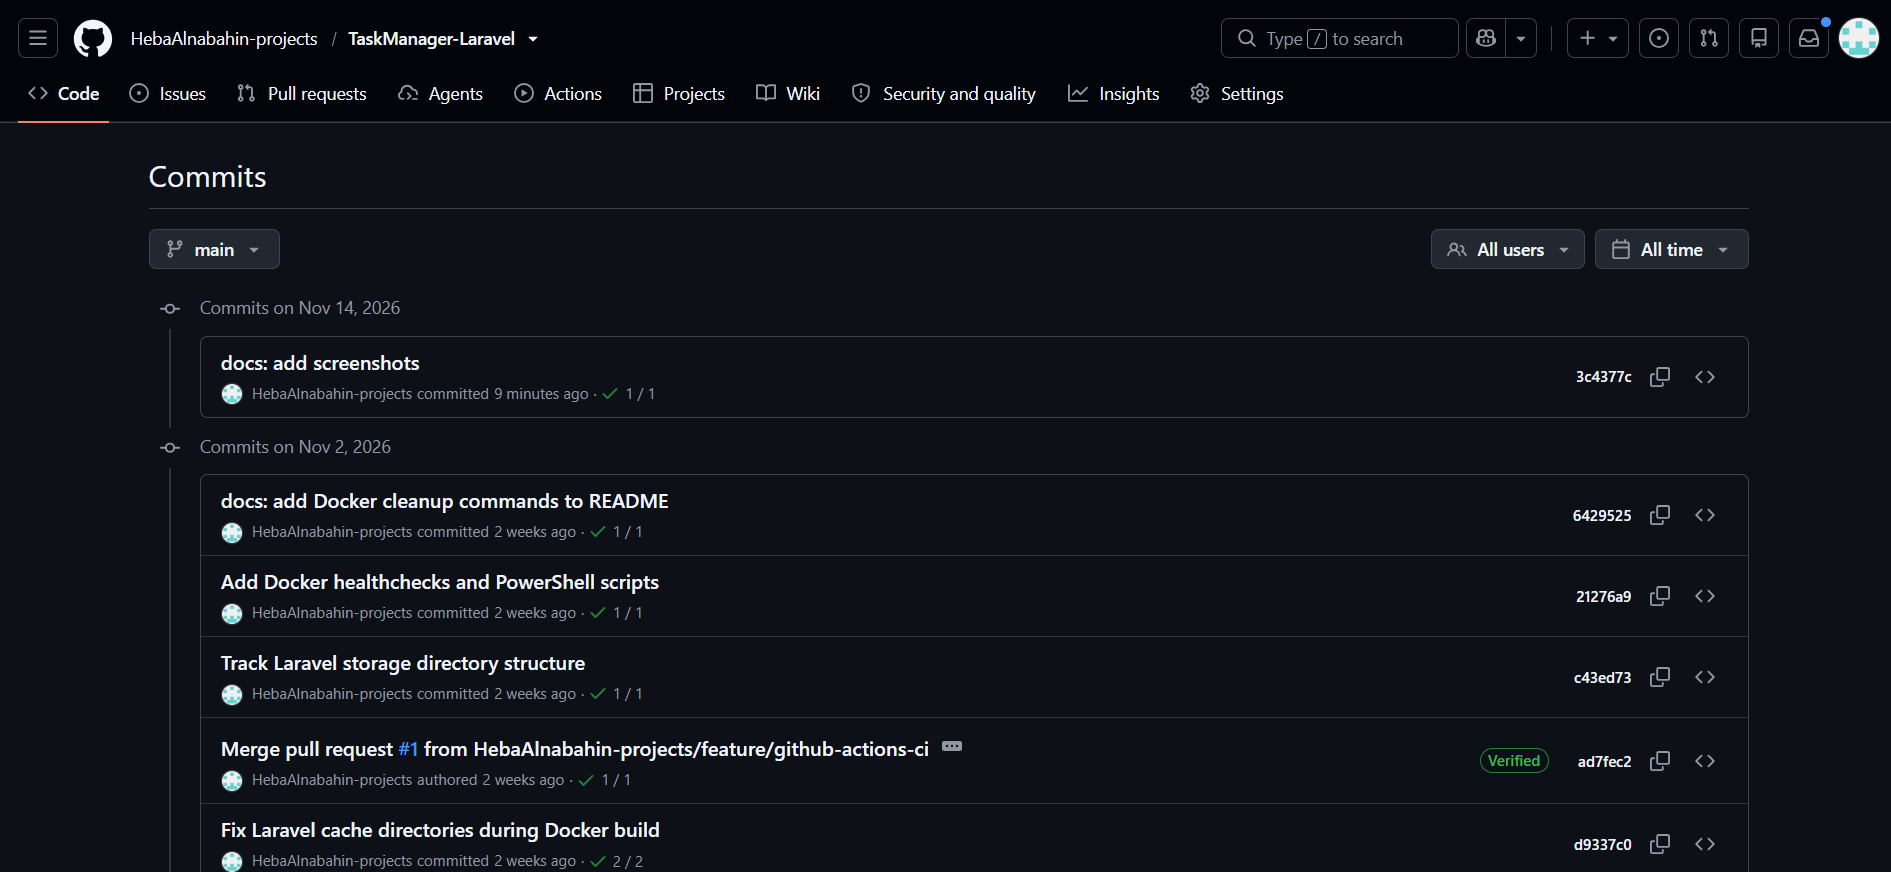 HebaAlnabahin-projects / TaskManager-Laravel
Type / to search
Code Issues Pull requests Agents Actions Projects Wiki Security and quality Insights Settings
Commits
main
All users All time
Commits on Nov 14, 2026
docs: add screenshots
HebaAlnabahin-projects committed 9 minutes ago · 1 / 1
3c4377c
Commits on Nov 2, 2026
docs: add Docker cleanup commands to README
HebaAlnabahin-projects committed 2 weeks ago · 1 / 1
6429525
Add Docker healthchecks and PowerShell scripts
HebaAlnabahin-projects committed 2 weeks ago · 1 / 1
21276a9
Track Laravel storage directory structure
HebaAlnabahin-projects committed 2 weeks ago · 1 / 1
c43ed73
Merge pull request #1 from HebaAlnabahin-projects/feature/github-actions-ci
HebaAlnabahin-projects authored 2 weeks ago · 1 / 1
Verified ad7fec2
Fix Laravel cache directories during Docker build
HebaAlnabahin-projects committed 2 weeks ago · 2 / 2
d9337c0